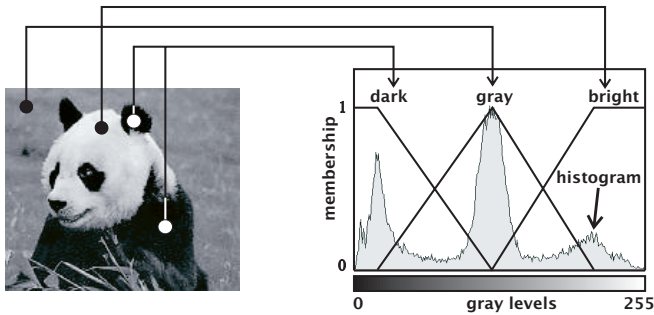 dark gray bright
1
membership
histogram
0
0 gray levels 255